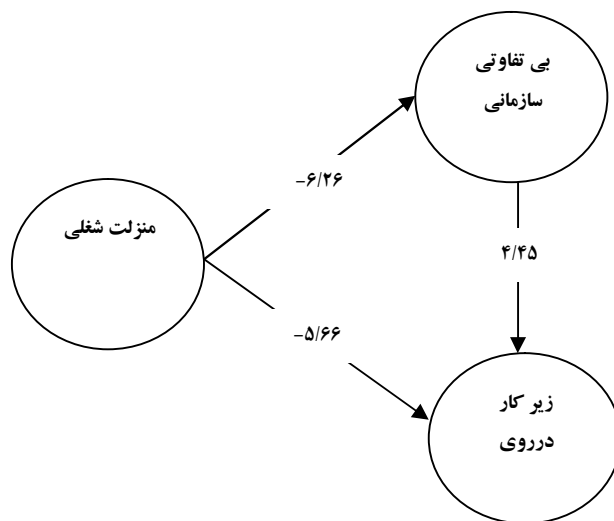 بی تفاوتی
سازمانی
-۶/۲۶
منزلت شغلی
۴/۴۵
-۵/۶۶
زیر کار
درروی